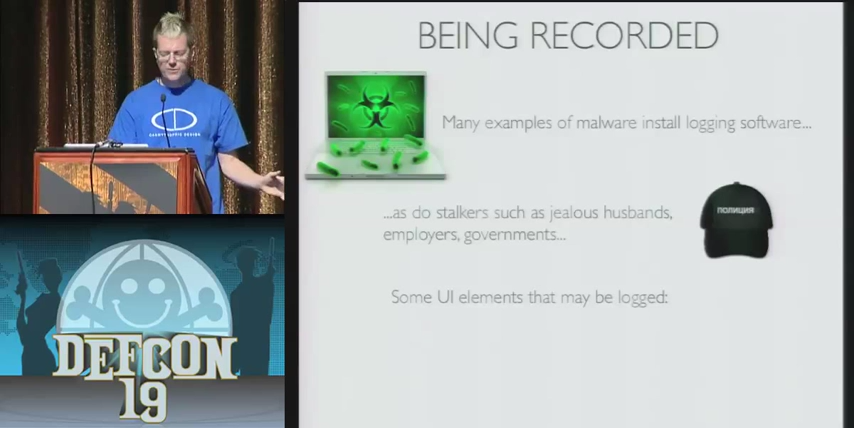 BEING RECORDED
Many examples of malware install logging software...
...as do stalkers such as jealous husbands,
employers, governments...
ПОЛИЦИЯ
Some UI elements that may be logged:
DEFCON
19